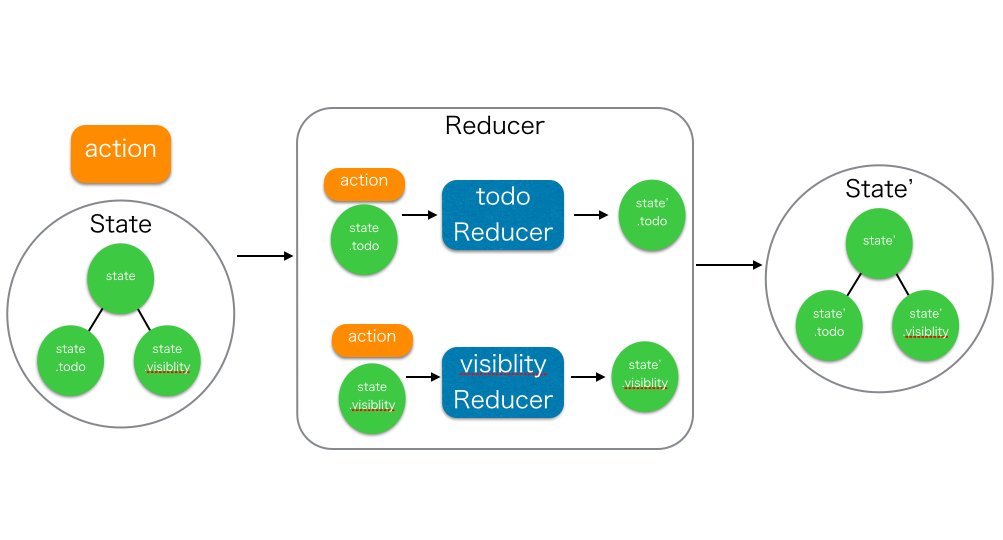 action
State
state
state
.todo
state
.visiblity
Reducer
action
state
.todo
todo
Reducer
state'
.todo
action
state
.visiblity
visiblity
Reducer
state'
.visiblity
State'
state'
state'
.todo
state'
.visiblity